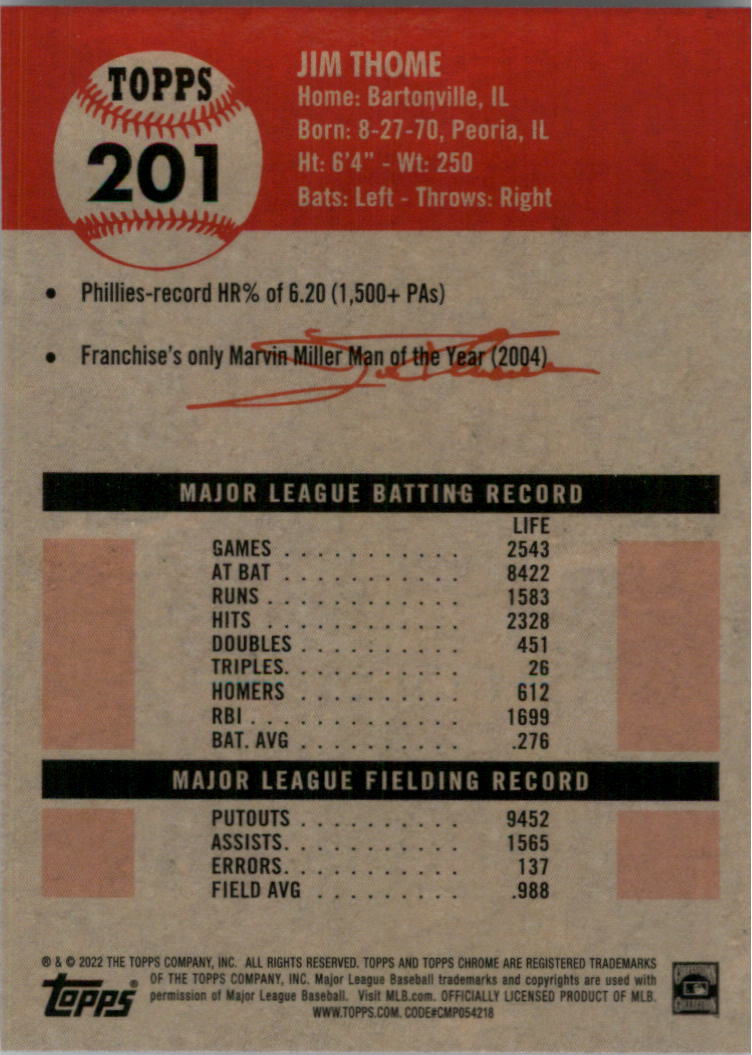 TOPPS
201
JIM THOME
Home: Bartonville, IL
Born: 8-27-70, Peoria, IL
Ht: 6'4" - Wt: 250
Bats: Left - Throws: Right
• Phillies-record HR% of 6.20 (1,500+ PAs)
• Franchise's only Marvin Miller Man of the Year (2004)
MAJOR LEAGUE BATTING RECORD
LIFE
GAMES . . . . . . . . . . . 2543
AT BAT . . . . . . . . . . . 8422
RUNS . . . . . . . . . . . . 1583
HITS . . . . . . . . . . . . 2328
DOUBLES . . . . . . . . . . 451
TRIPLES. . . . . . . . . . . 26
HOMERS . . . . . . . . . . 612
RBI . . . . . . . . . . . . . 1699
BAT. AVG . . . . . . . . . . .276
MAJOR LEAGUE FIELDING RECORD
PUTOUTS . . . . . . . . . . 9452
ASSISTS. . . . . . . . . . . 1565
ERRORS. . . . . . . . . . . 137
FIELD AVG . . . . . . . . . .988
® & © 2022 THE TOPPS COMPANY, INC. ALL RIGHTS RESERVED. TOPPS AND TOPPS CHROME ARE REGISTERED TRADEMARKS
OF THE TOPPS COMPANY, INC. Major League Baseball trademarks and copyrights are used with
topps®
permission of Major League Baseball. Visit MLB.com. OFFICIALLY LICENSED PRODUCT OF MLB.
WWW.TOPPS.COM. CODE#CMP054218